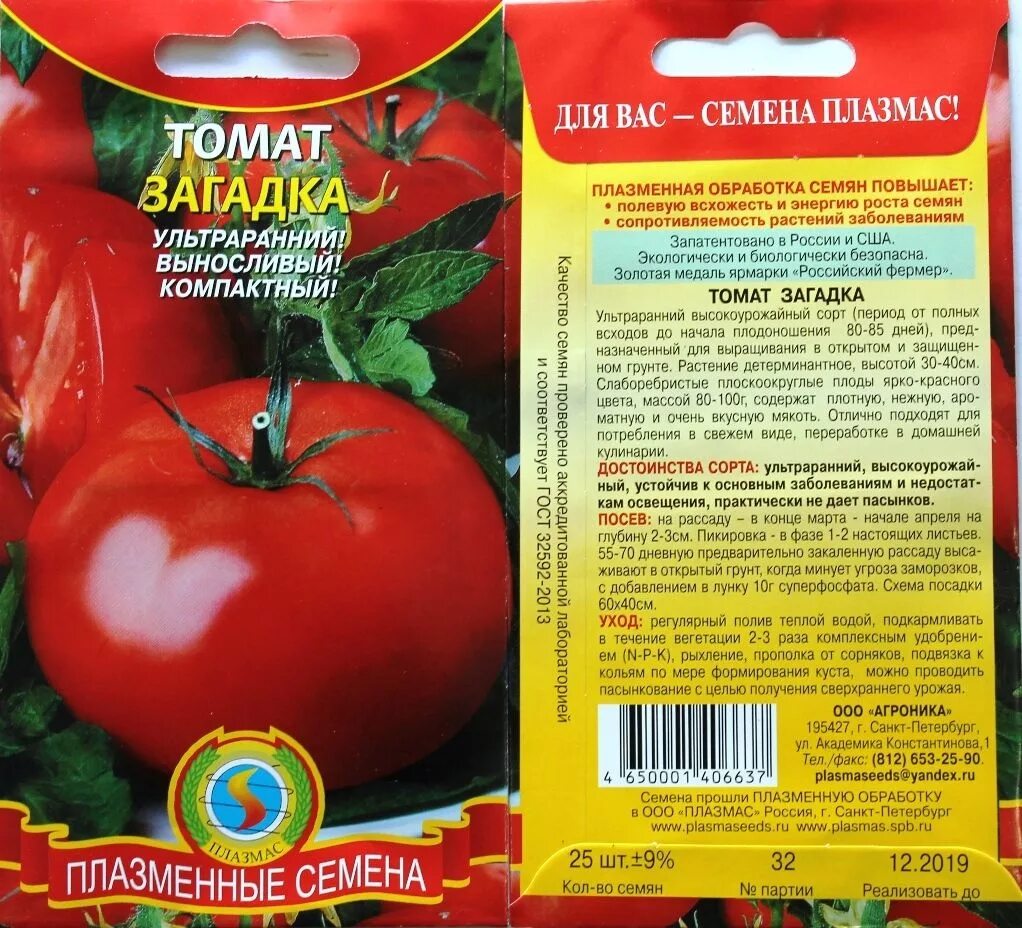 ТОМАТ
ЗАГАДКА
УЛЬТРАРАННИЙ!
ВЫНОСЛИВЫЙ!
КОМПАКТНЫЙ!
ПЛАЗМАС
ПЛАЗМЕННЫЕ СЕМЕНА
ДЛЯ ВАС – СЕМЕНА ПЛАЗМАС!
ПЛАЗМЕННАЯ ОБРАБОТКА СЕМЯН ПОВЫШАЕТ:
• полевую всхожесть и энергию роста семян
• сопротивляемость растений заболеваниям
Запатентовано в России и США.
Экологически и биологически безопасна.
Золотая медаль ярмарки «Российский фермер».
ТОМАТ ЗАГАДКА
Ультраранний высокоурожайный сорт (период от полных
всходов до начала плодоношения 80-85 дней), пред-
назначенный для выращивания в открытом и защищен-
ном грунте. Растение детерминантное, высотой 30-40см.
Слаборебристые плоскоокруглые плоды ярко-красного
цвета, массой 80-100г, содержат плотную, нежную, аро-
матную и очень вкусную мякоть. Отлично подходят для
потребления в свежем виде, переработке в домашней
кулинарии.
ДОСТОИНСТВА СОРТА: ультраранний, высокоурожай-
ный, устойчив к основным заболеваниям и недостат-
кам освещения, практически не дает пасынков.
ПОСЕВ: на рассаду – в конце марта - начале апреля на
глубину 2-3см. Пикировка - в фазе 1-2 настоящих листьев.
55-70 дневную предварительно закаленную рассаду выса-
живают в открытый грунт, когда минует угроза заморозков,
с добавлением в лунку 10г суперфосфата. Схема посадки
60х40см.
УХОД: регулярный полив теплой водой, подкармливать
в течение вегетации 2-3 раза комплексным удобрени-
ем (N-P-K), рыхление, прополка от сорняков, подвязка к
кольям по мере формирования куста, можно проводить
пасынкование с целью получения сверхраннего урожая.
Качество семян проверено аккредитованной лабораторией
и соответствует ГОСТ 32592-2013
4 650001 406637
ООО «АГРОНИКА»
195427, г. Санкт-Петербург,
ул. Академика Константинова,1
Тел./факс: (812) 653-25-90.
plasmaseeds@yandex.ru
Семена прошли ПЛАЗМЕННУЮ ОБРАБОТКУ
в ООО «ПЛАЗМАС» Россия, г. Санкт-Петербург
www.plasmaseeds.ru www.plasmas.spb.ru
25 шт.±9% 32 12.2019
Кол-во семян № партии Реализовать до